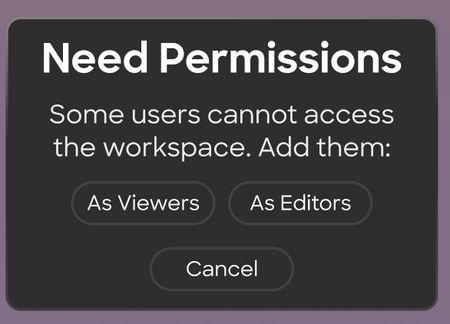 Need Permissions
Some users cannot access
the workspace. Add them:
As Viewers
As Editors
Cancel